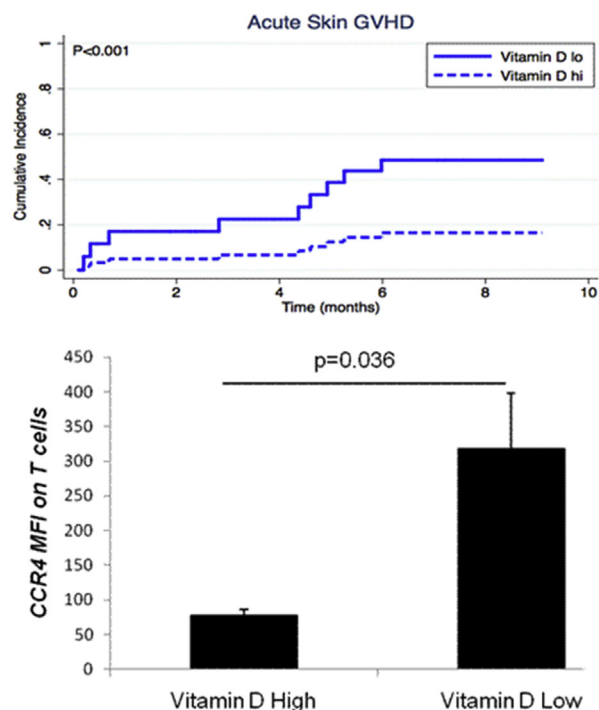 Acute Skin GVHD
P<0.001
Vitamin D lo
Vitamin D hi
Cumulative Incidence
1
.8
.6
.4
.2
0
0 2 4 6 8 10
Time (months)
p=0.036
CCR4 MFI on T cells
450
400
350
300
250
200
150
100
50
0
Vitamin D High Vitamin D Low